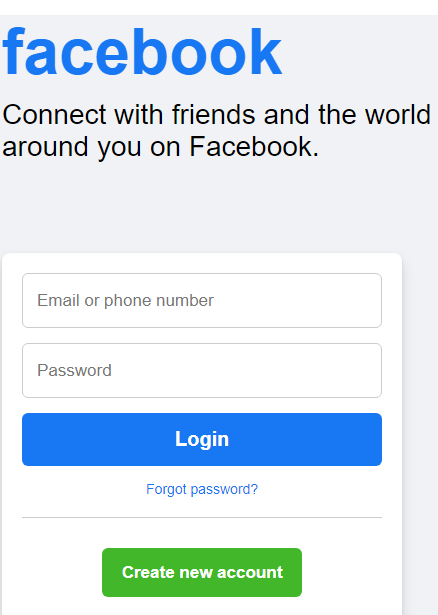 facebook
Connect with friends and the world
around you on Facebook.
Email or phone number
Password
Login
Forgot password?
Create new account